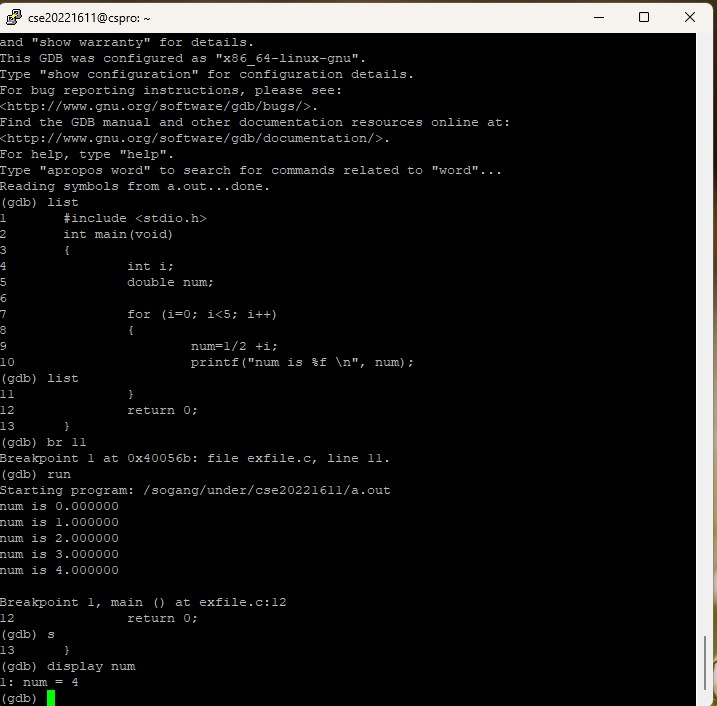 cse20221611@cspro: ~
and "show warranty" for details.
This GDB was configured as "x86_64-linux-gnu".
Type "show configuration" for configuration details.
For bug reporting instructions, please see:
<http://www.gnu.org/software/gdb/bugs/>.
Find the GDB manual and other documentation resources online at:
<http://www.gnu.org/software/gdb/documentation/>.
For help, type "help".
Type "apropos word" to search for commands related to "word"...
Reading symbols from a.out...done.
(gdb) list
1       #include <stdio.h>
2       int main(void)
3       {
4               int i;
5               double num;
6
7               for (i=0; i<5; i++)
8               {
9                       num=1/2 +i;
10                      printf("num is %f \n", num);
(gdb) list
11              }
12              return 0;
13      }
(gdb) br 11
Breakpoint 1 at 0x40056b: file exfile.c, line 11.
(gdb) run
Starting program: /sogang/under/cse20221611/a.out
num is 0.000000
num is 1.000000
num is 2.000000
num is 3.000000
num is 4.000000

Breakpoint 1, main () at exfile.c:12
12              return 0;
(gdb) s
13      }
(gdb) display num
1: num = 4
(gdb)